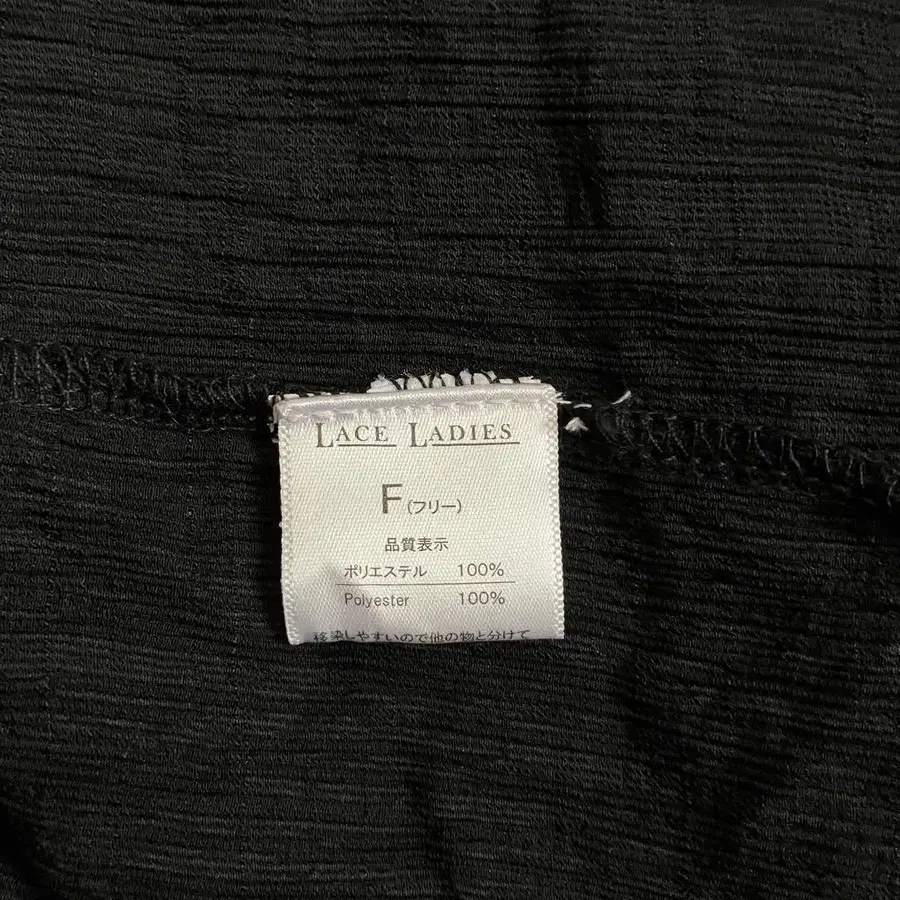 LACE LADIES
F(フリー)
品質表示
ポリエステル 100%
Polyester 100%
移染しやすいので他の物と分けて